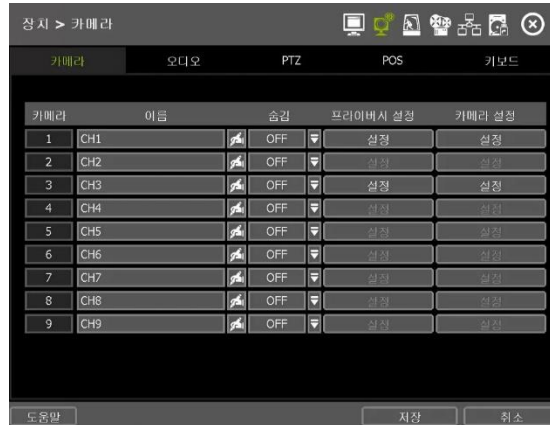 장치 > 카메라
카메라 오디오 PTZ POS 키보드
카메라 이름 숨김 프라이버시 설정 카메라 설정
1 CH1 OFF 설정 설정
2 CH2 OFF 설정 설정
3 CH3 OFF 설정 설정
4 CH4 OFF 설정 설정
5 CH5 OFF 설정 설정
6 CH6 OFF 설정 설정
7 CH7 OFF 설정 설정
8 CH8 OFF 설정 설정
9 CH9 OFF 설정 설정
도움말 저장 취소